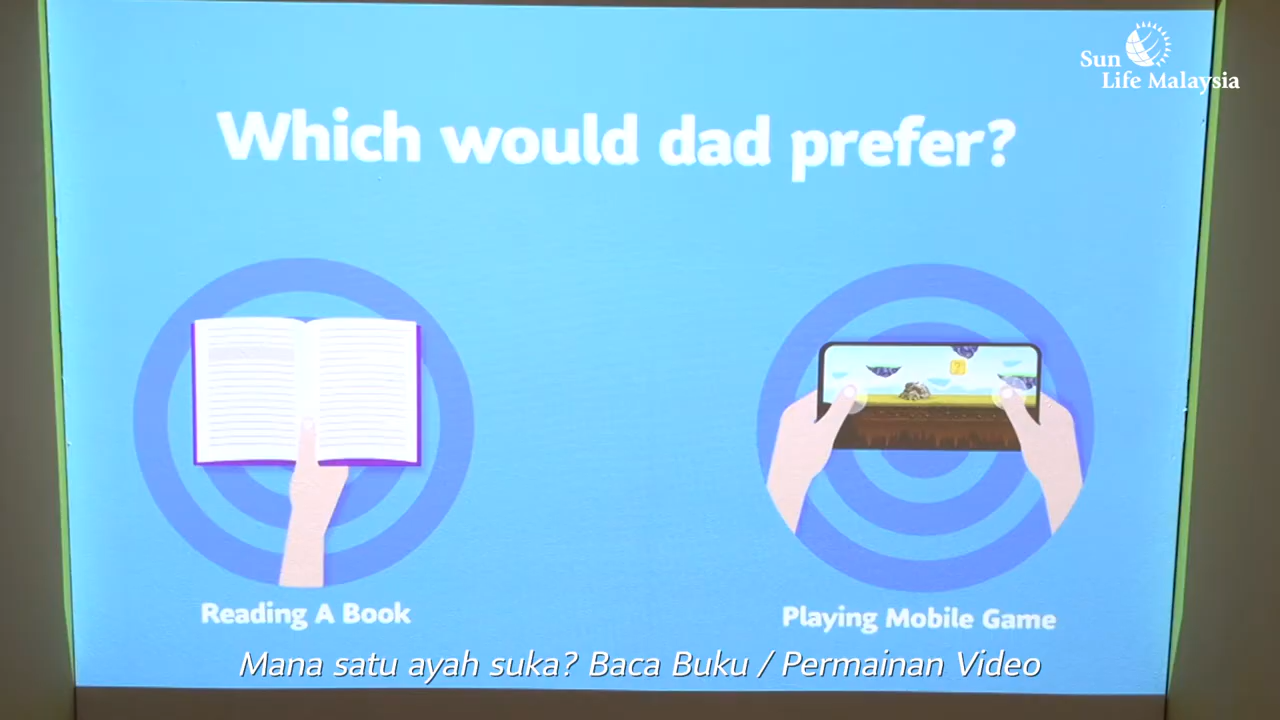 Sun
Life Malaysia
Which would dad prefer?
?
Reading A Book
Playing Mobile Game
Mana satu ayah suka? Baca Buku / Permainan Video